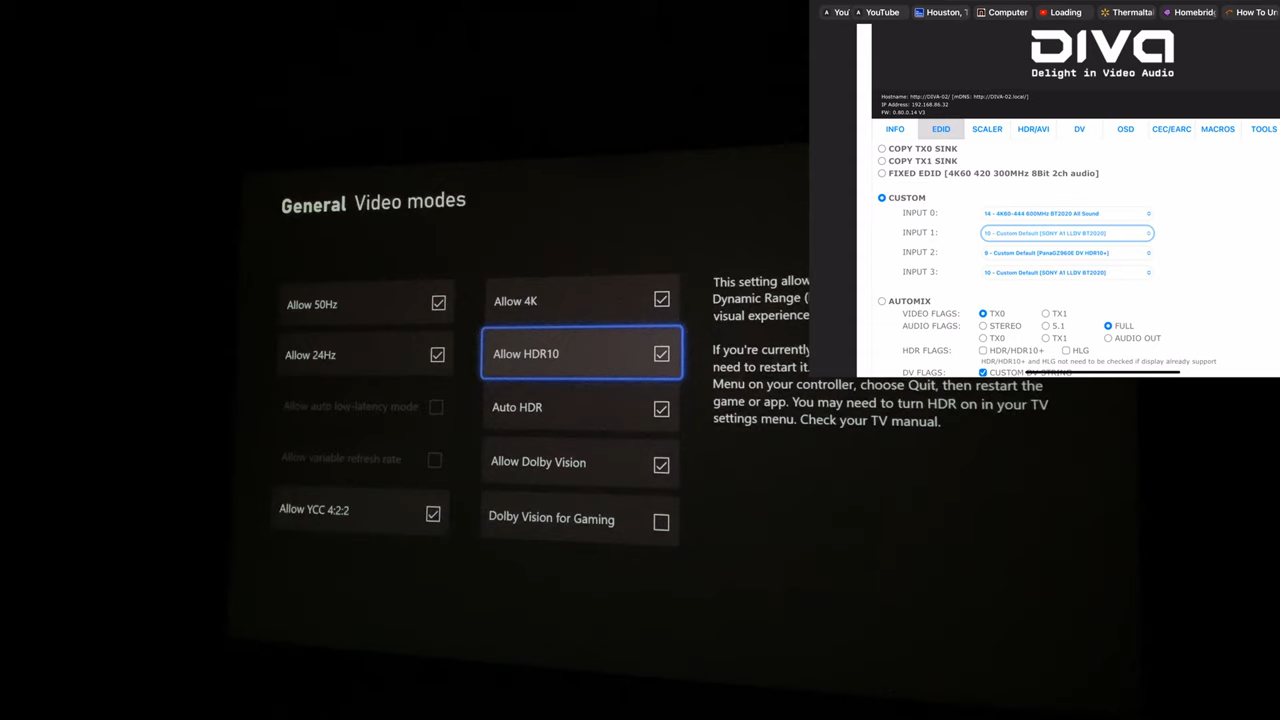 You
YouTube
Houston, T
Computer
Loading
Thermalta
Homebridg
How To Un
DIVA
Delight in Video Audio
Hostname: http://DIVA-02/ [mDNS: http://DIVA-02.local/]
IP Address: 192.168.86.32
FW: 0.80.0.14 V3
INFO EDID SCALER HDR/AVI DV OSD CEC/EARC MACROS TOOLS
COPY TX0 SINK
COPY TX1 SINK
FIXED EDID [4K60 420 300MHz 8Bit 2ch audio]
CUSTOM
INPUT 0: 14 - 4K60-444 600MHz BT2020 All Sound
INPUT 1: 10 - Custom Default [SONY A1 LLDV BT2020]
INPUT 2: 9 - Custom Default [PanaGZ960E DV HDR10+]
INPUT 3: 10 - Custom Default [SONY A1 LLDV BT2020]
AUTOMIX
VIDEO FLAGS: TX0 TX1
AUDIO FLAGS: STEREO 5.1 FULL
TX0 TX1 AUDIO OUT
HDR FLAGS: HDR/HDR10+ HLG
HDR/HDR10+ and HLG not need to be checked if display already support
DV FLAGS: CUSTOM DV STRING
General Video modes
Allow 50Hz
Allow 24Hz
Allow auto low-latency mode
Allow variable refresh rate
Allow YCC 4:2:2
Allow 4K
Allow HDR10
Auto HDR
Allow Dolby Vision
Dolby Vision for Gaming
This setting allow
Dynamic Range (
visual experience
If you're currently
need to restart it.
Menu on your controller, choose Quit, then restart the
game or app. You may need to turn HDR on in your TV
settings menu. Check your TV manual.